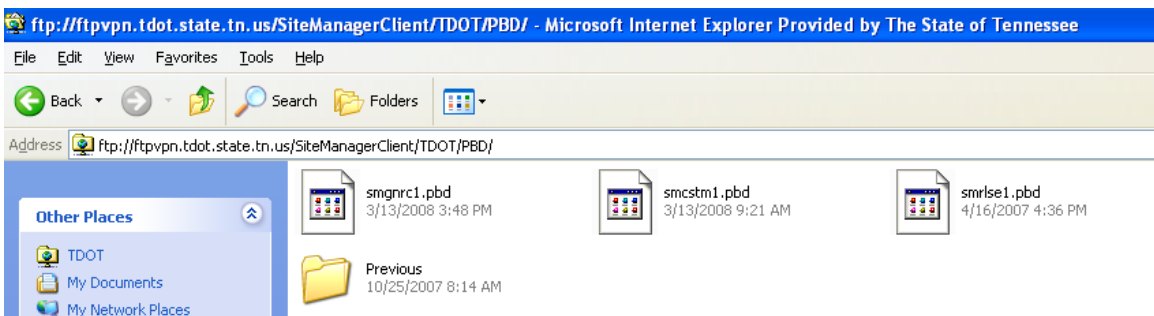 ftp://ftpvpn.tdot.state.tn.us/SiteManagerClient/TDOT/PBD/ - Microsoft Internet Explorer Provided by The State of Tennessee
File Edit View Favorites Tools Help
Back Search Folders
Address ftp://ftpvpn.tdot.state.tn.us/SiteManagerClient/TDOT/PBD/
smgnrc1.pbd
3/13/2008 3:48 PM
smcstm1.pbd
3/13/2008 9:21 AM
smrlse1.pbd
4/16/2007 4:36 PM
Previous
10/25/2007 8:14 AM
Other Places
TDOT
My Documents
My Network Places